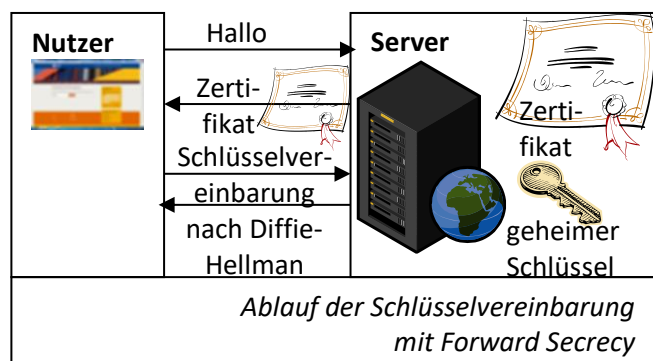 Nutzer
Hallo
Server
Zerti-
fikat
Schlüsselver-
einbarung
nach Diffie-
Hellman
Zerti-
fikat
geheimer
Schlüssel
Ablauf der Schlüsselvereinbarung
mit Forward Secrecy